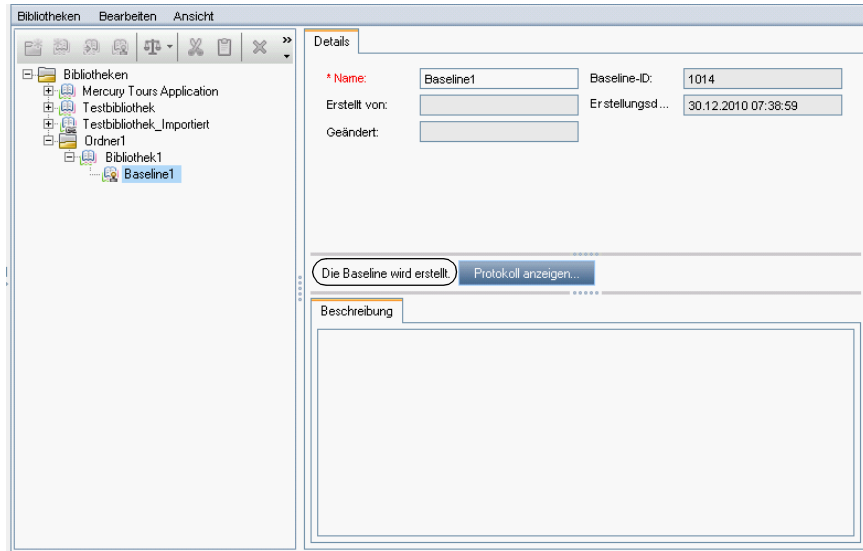 Bibliotheken Bearbeiten Ansicht
Bibliotheken
Mercury Tours Application
Testbibliothek
Testbibliothek_Importiert
Ordner1
Bibliothek1
Baseline1
Details
* Name: Baseline1 Baseline-ID: 1014
Erstellt von: Erstellungsd... 30.12.2010 07:38:59
Geändert:
Die Baseline wird erstellt. Protokoll anzeigen...
Beschreibung